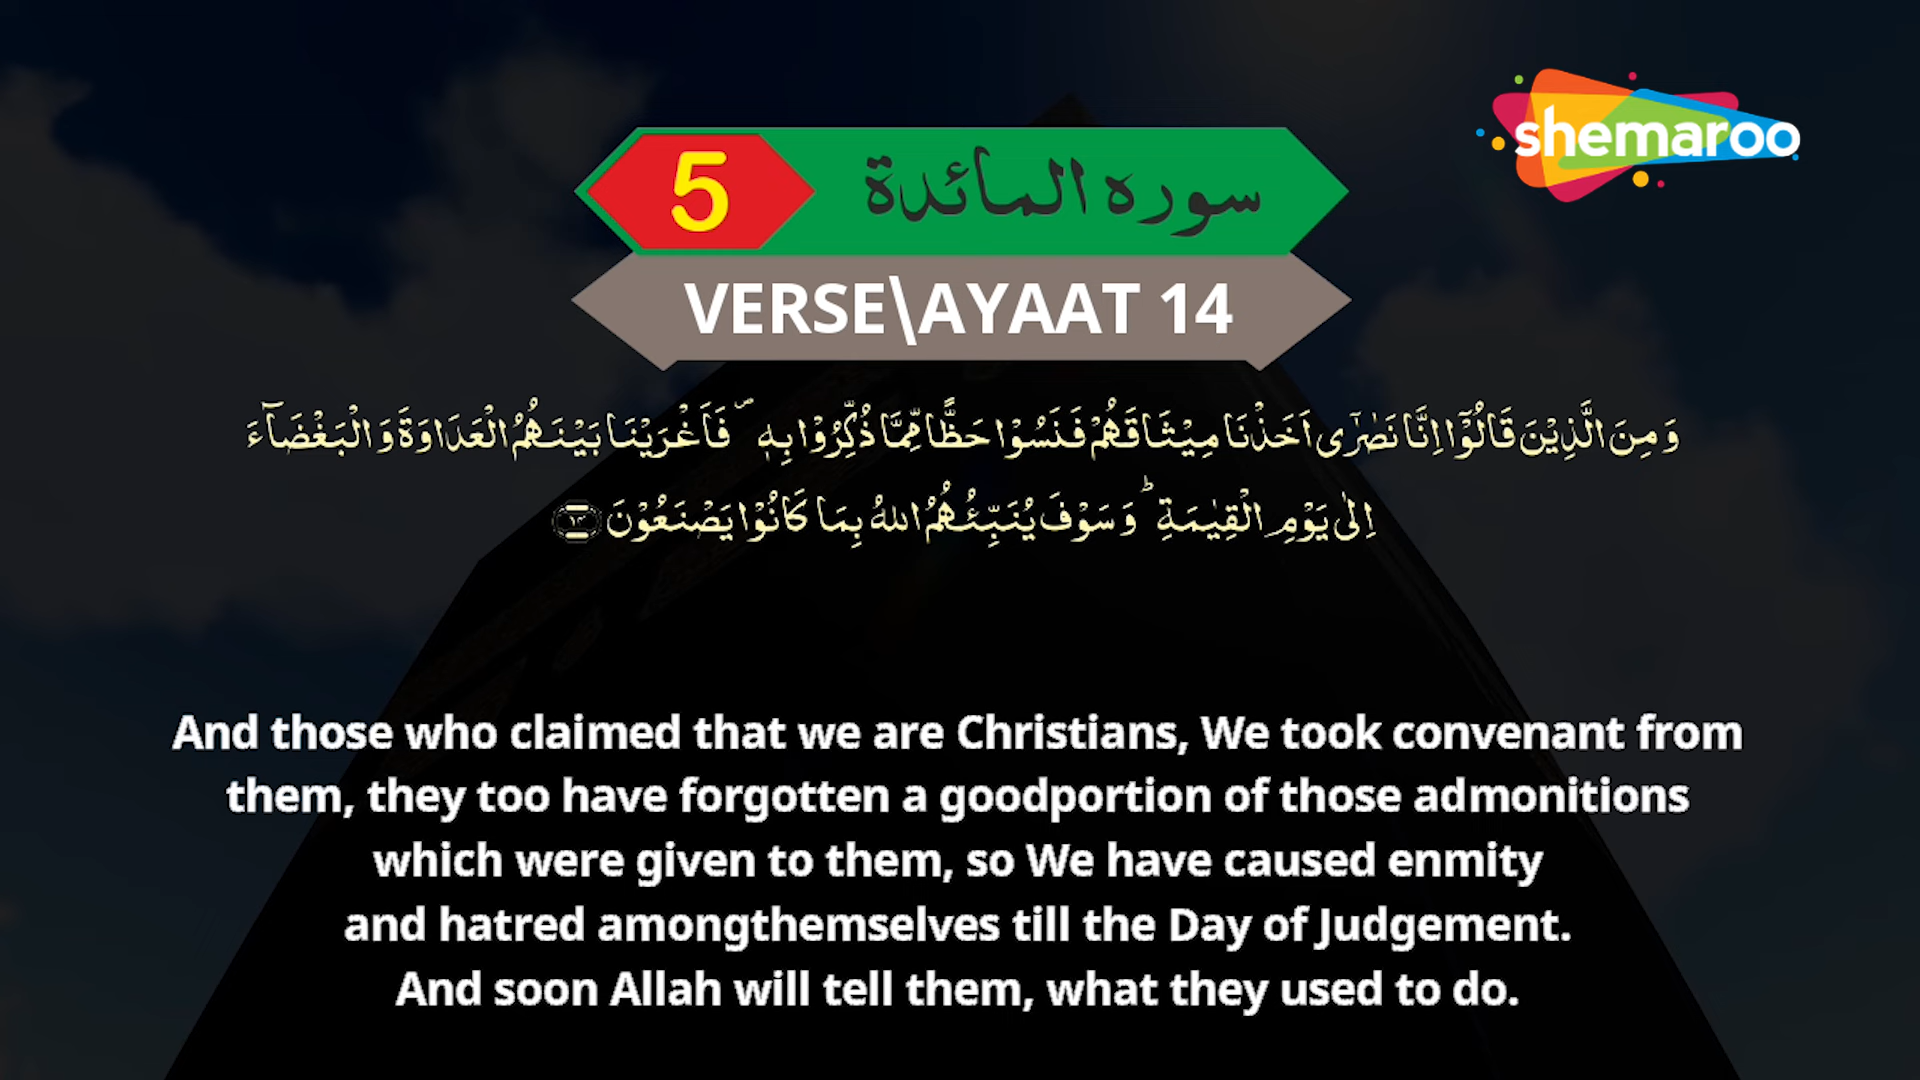 shemaroo
5 سوره المائدة
VERSE\AYAAT 14
وَمِنَ الَّذِيْنَ قَالُوْۤا اِنَّا نَصٰرٰۤى اَخَذْنَا مِيْثَاقَهُمْ فَنَسُوْا حَظًّا مِّمَّا ذُكِّرُوْا بِهٖ ۪ فَاَغْرَيْنَا بَيْنَهُمُ الْعَدَاوَةَ وَ الْبَغْضَآءَ
اِلٰى يَوْمِ الْقِيٰمَةِ ؕ وَسَوْفَ يُنَبِّئُهُمُ اللهُ بِمَا كَانُوْا يَصْنَعُوْنَ ﴿۱۴﴾
And those who claimed that we are Christians, We took convenant from
them, they too have forgotten a goodportion of those admonitions
which were given to them, so We have caused enmity
and hatred amongthemselves till the Day of Judgement.
And soon Allah will tell them, what they used to do.